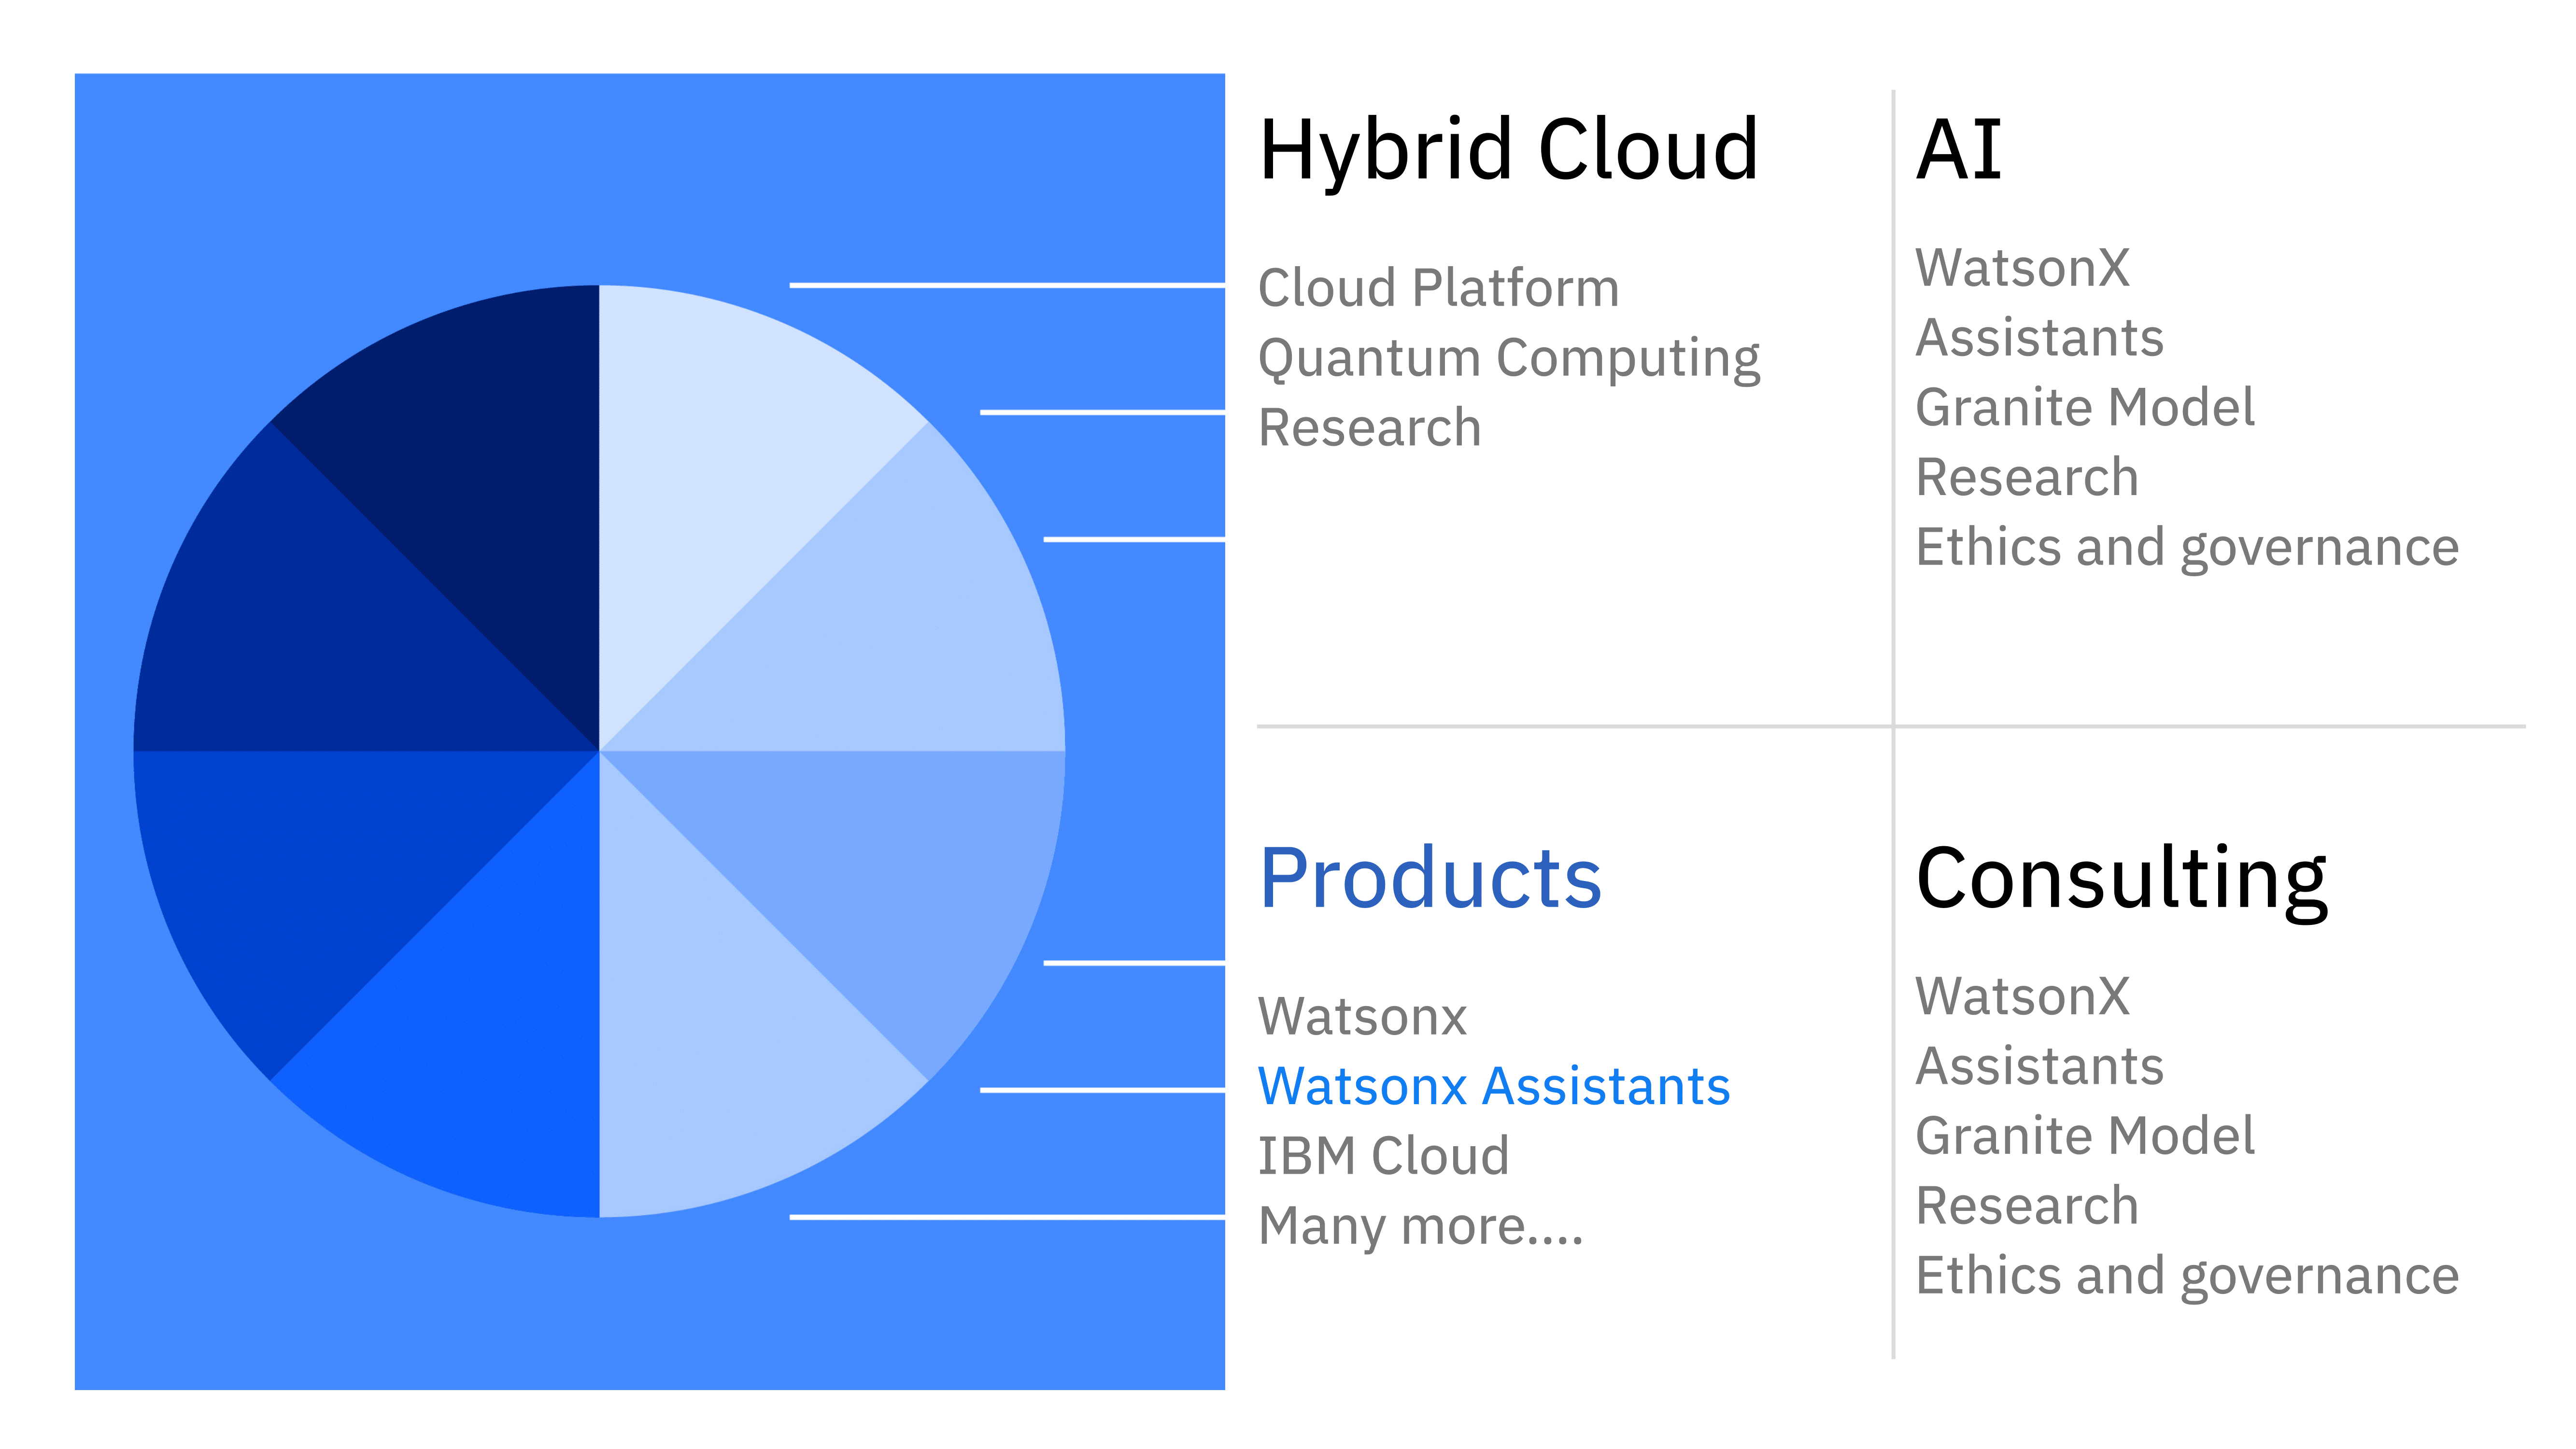 Hybrid Cloud
Cloud Platform
Quantum Computing
Research
AI
WatsonX
Assistants
Granite Model
Research
Ethics and governance
Products
Watsonx
Watsonx Assistants
IBM Cloud
Many more....
Consulting
WatsonX
Assistants
Granite Model
Research
Ethics and governance